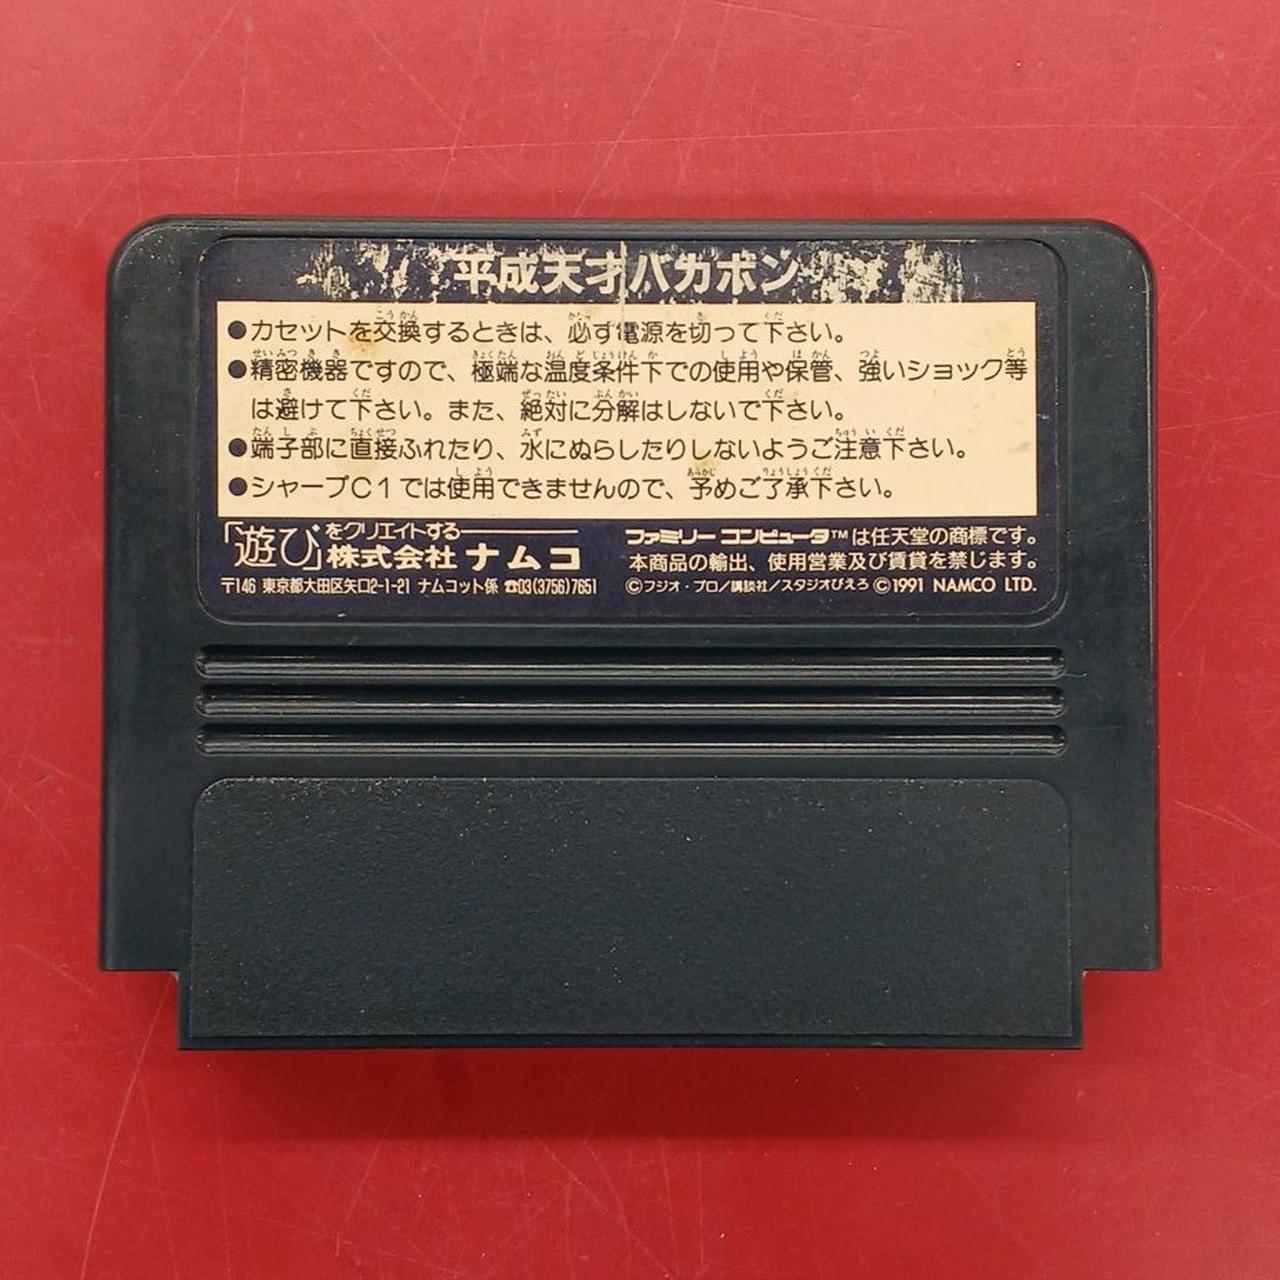 平成天才バカボン
●カセットを交換するときは、必ず電源を切って下さい。
●精密機器ですので、極端な温度条件下での使用や保管、強いショック等
は避けて下さい。また、絶対に分解はしないで下さい。
●端子部に直接ふれたり、水にぬらしたりしないようご注意下さい。
●シャープC1では使用できませんので、予めご了承下さい。
「遊び」をクリエイトする
株式会社ナムコ
〒146 東京都大田区矢口2-1-21 ナムコット係 ☎03(3756)7651
ファミリーコンピュータ™は任天堂の商標です。
本商品の輸出、使用営業及び賃貸を禁じます。
©フジオ・プロ/講談社/スタジオぴえろ ©1991 NAMCO LTD.